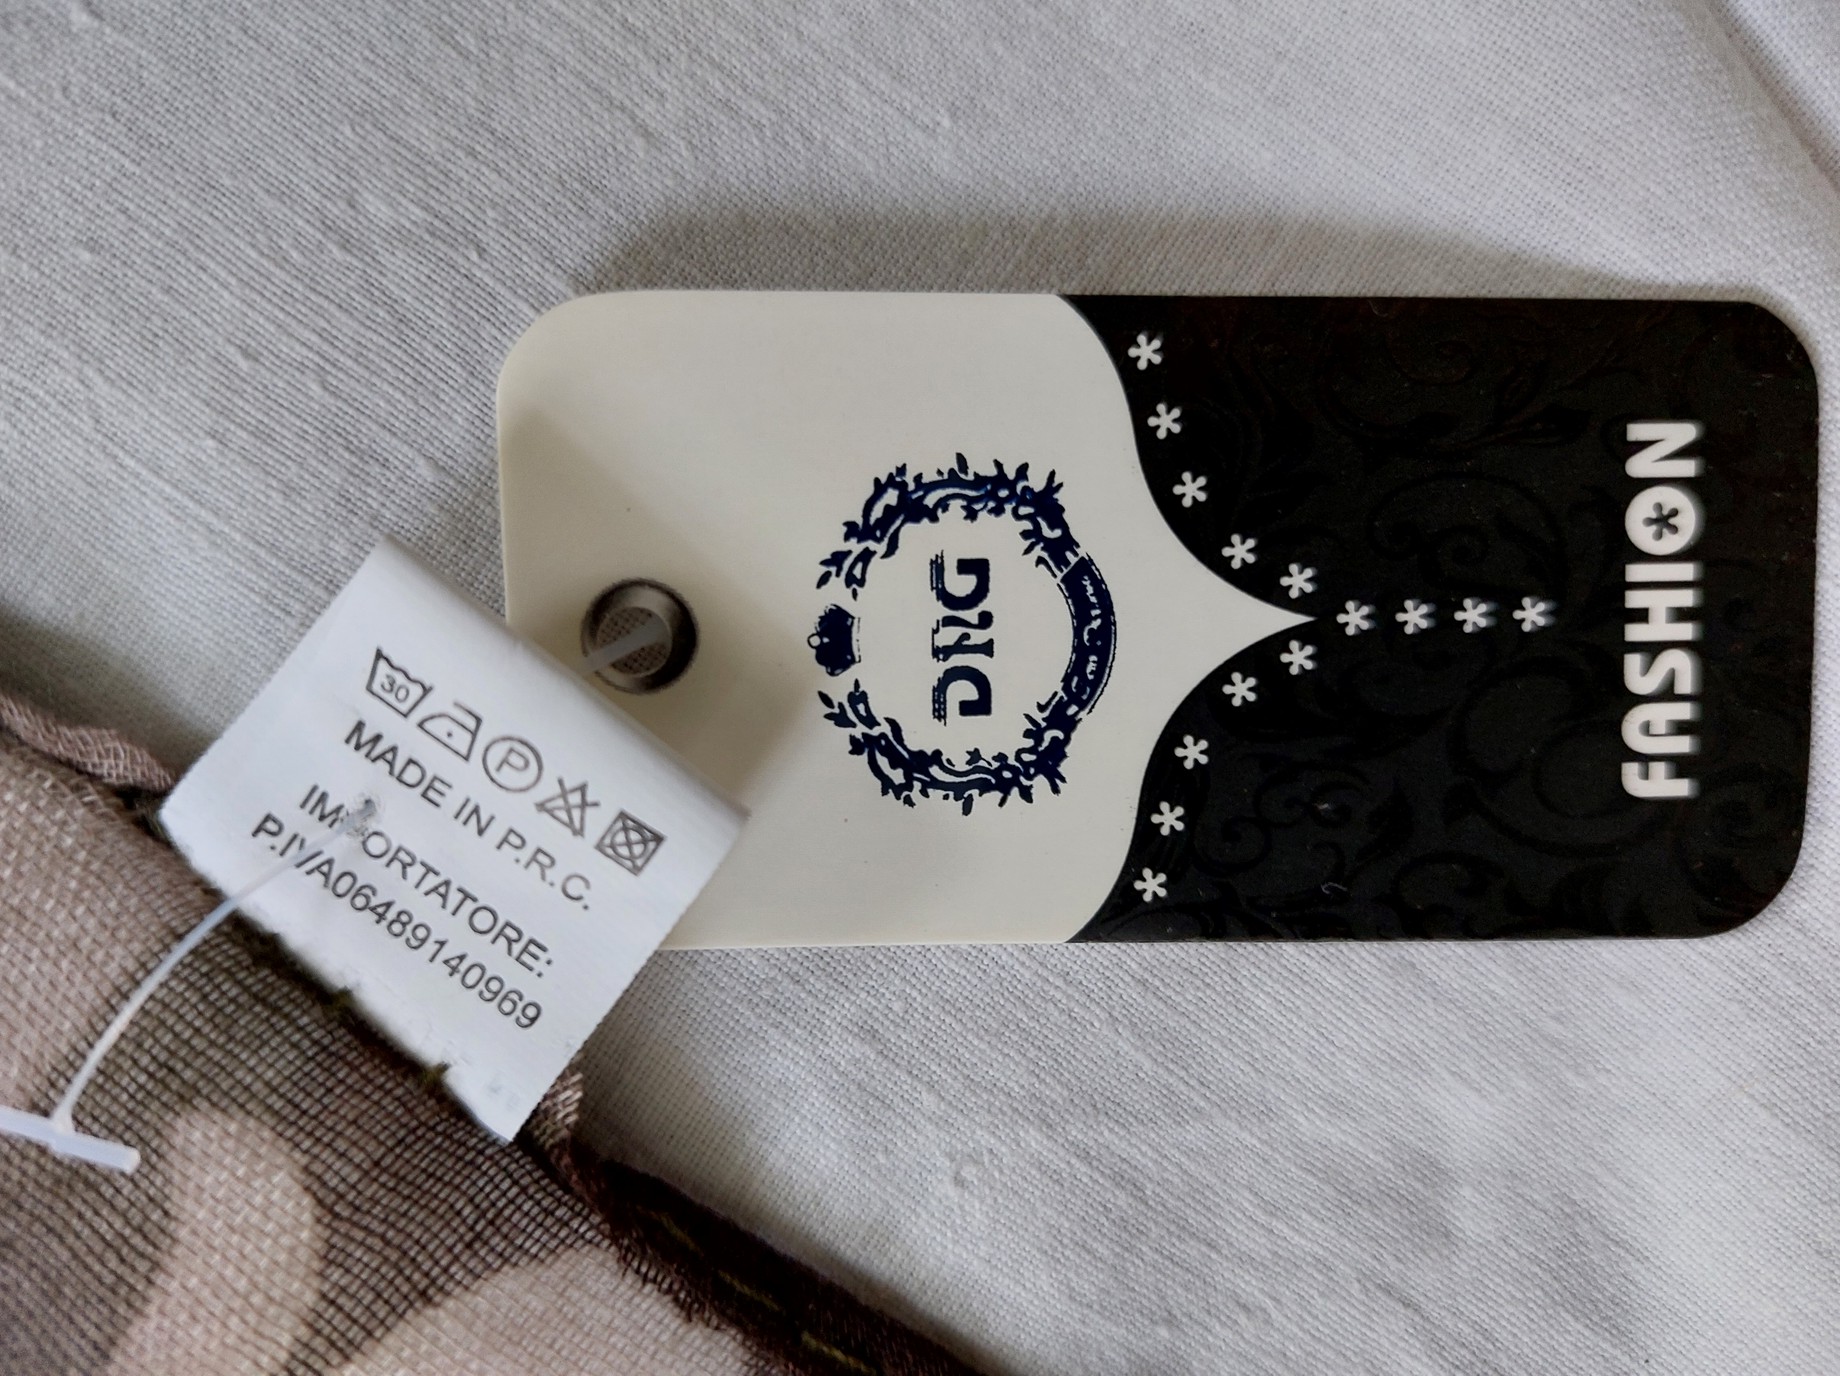 30
P
MADE IN P.R.C.
IMPORTATORE:
P.IVA06489140969
DNG
FASHION